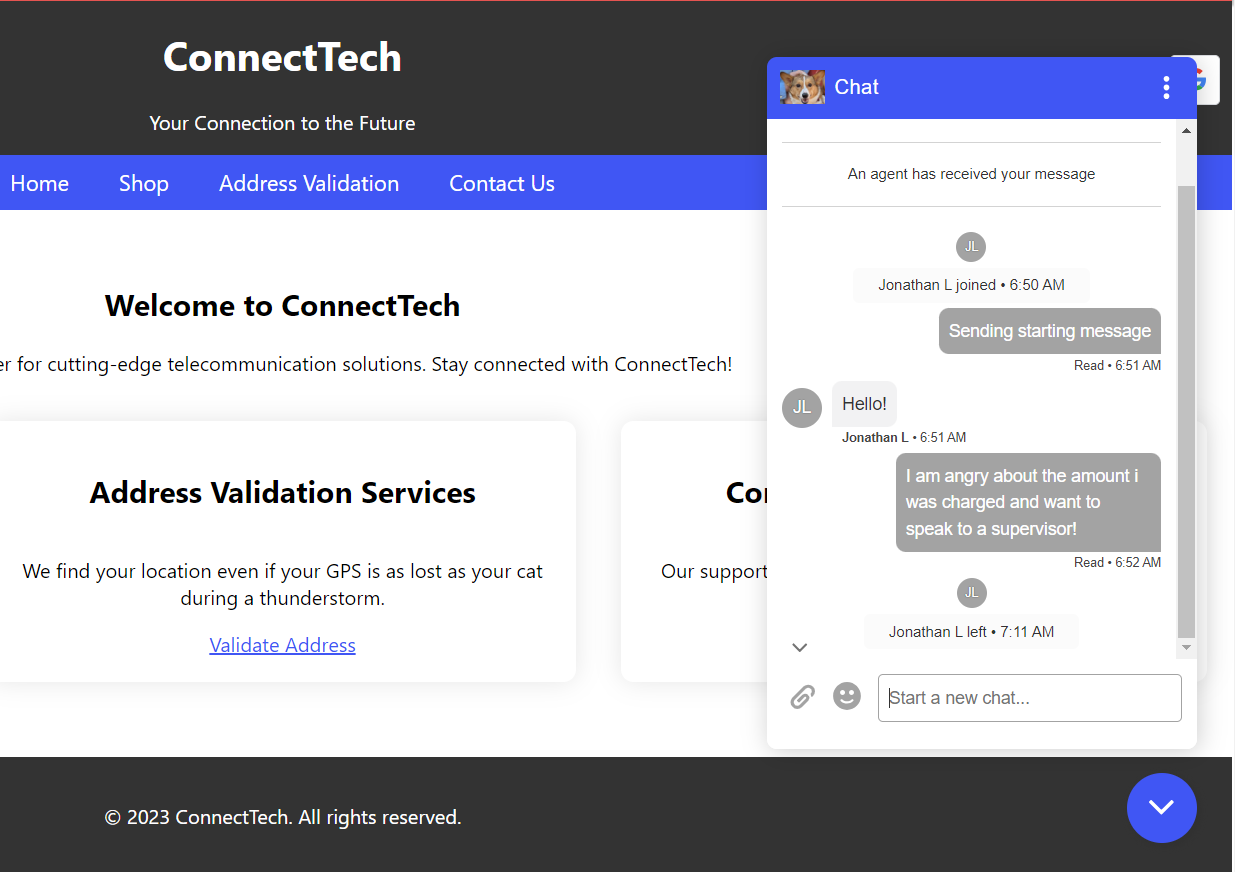 ConnectTech
Your Connection to the Future
Home Shop Address Validation Contact Us
Welcome to ConnectTech
for cutting-edge telecommunication solutions. Stay connected with ConnectTech!
Address Validation Services
We find your location even if your GPS is as lost as your cat
during a thunderstorm.
Validate Address
Our support
© 2023 ConnectTech. All rights reserved.
Chat
An agent has received your message
JL
Jonathan L joined • 6:50 AM
Sending starting message
Read • 6:51 AM
JL
Hello!
Jonathan L • 6:51 AM
I am angry about the amount i
was charged and want to
speak to a supervisor!
Read • 6:52 AM
JL
Jonathan L left • 7:11 AM
Start a new chat...